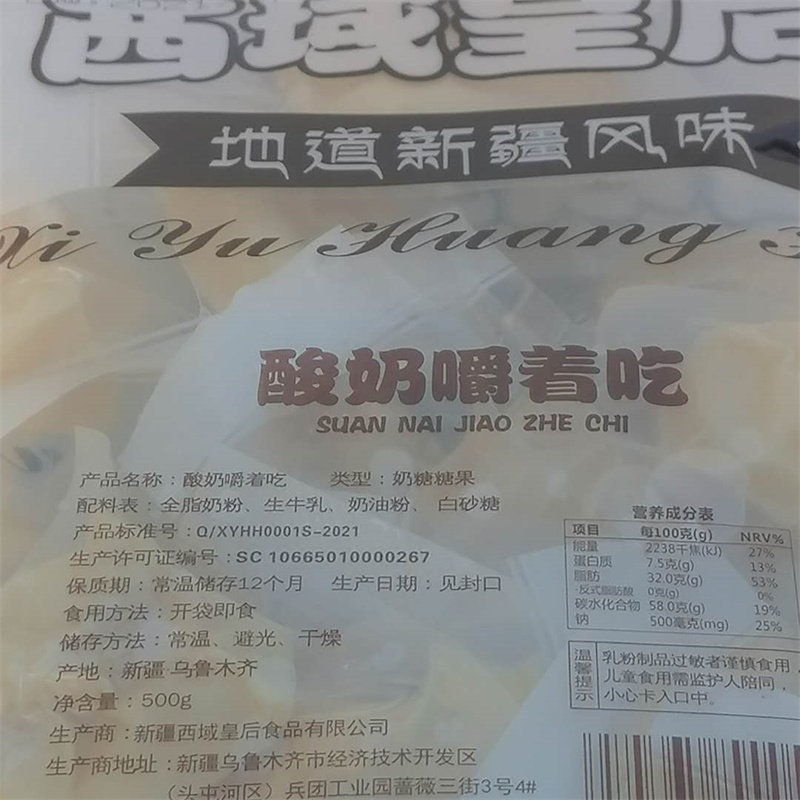 西域皇后
地道新疆风味
Xi Yu Huang
酸奶嚼着吃
SUAN NAI JIAO ZHE CHI
产品名称：酸奶嚼着吃 类型：奶糖糖果
配料表：全脂奶粉、生牛乳、奶油粉、白砂糖
产品标准号：Q/XYHH0001S-2021
生产许可证编号：SC 10665010000267
保质期：常温储存12个月 生产日期：见封口
食用方法：开袋即食
储存方法：常温、避光、干燥
产地：新疆 乌鲁木齐
净含量：500g
生产商：新疆西域皇后食品有限公司
生产商地址：新疆乌鲁木齐市经济技术开发区
（头屯河区）兵团工业园蔷薇三街3号4#
营养成分表
项目 每100克(g) NRV%
能量 2238千焦(kJ) 27%
蛋白质 7.5克(g) 13%
脂肪 32.0克(g) 53%
-反式脂肪酸 0克(g) 0%
碳水化合物 58.0克(g) 19%
钠 500毫克(mg) 25%
温馨提示
乳粉制品过敏者谨慎食用，
儿童食用需监护人陪同，
小心卡入口中。